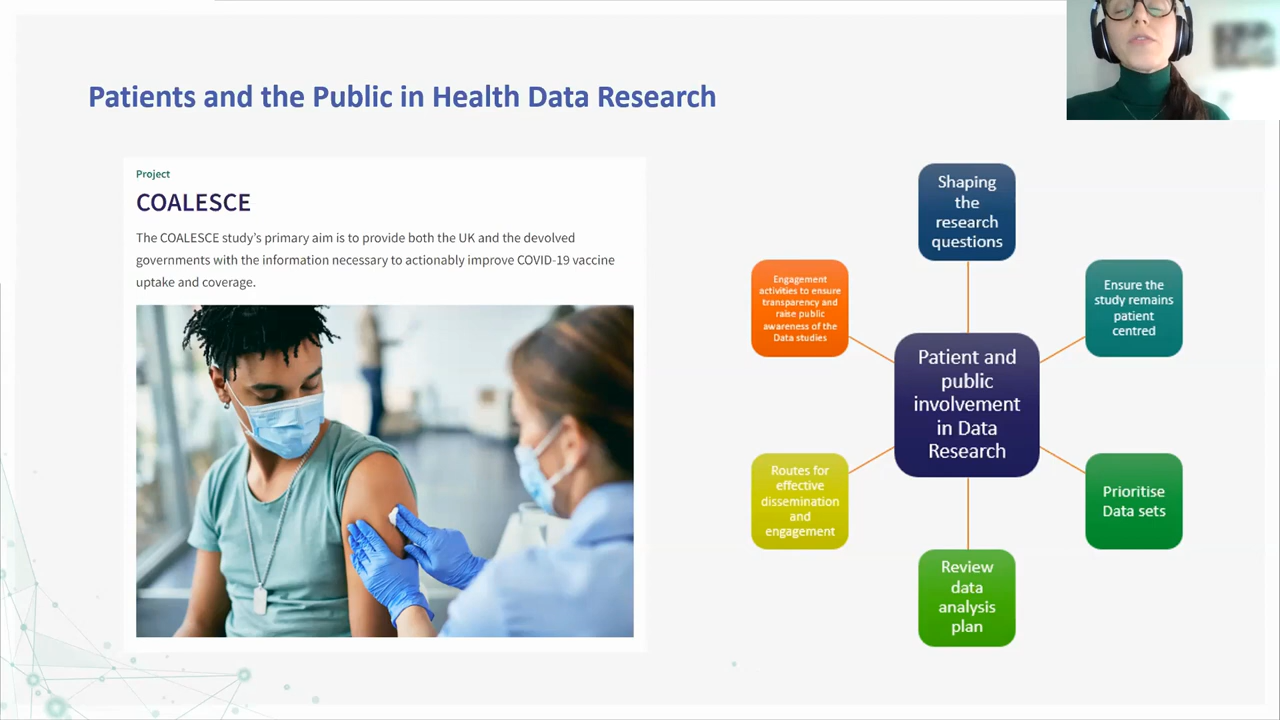 Patients and the Public in Health Data Research
Project
COALESCE
The COALESCE study's primary aim is to provide both the UK and the devolved
governments with the information necessary to actionably improve COVID-19 vaccine
uptake and coverage.
Shaping
the
research
questions
Engagement
activities to ensure
transparency and
raise public
awareness of the
Data studies
Ensure the
study remains
patient
centred
Patient and
public
involvement
in Data
Research
Routes for
effective
dissemination
and
engagement
Prioritise
Data sets
Review
data
analysis
plan